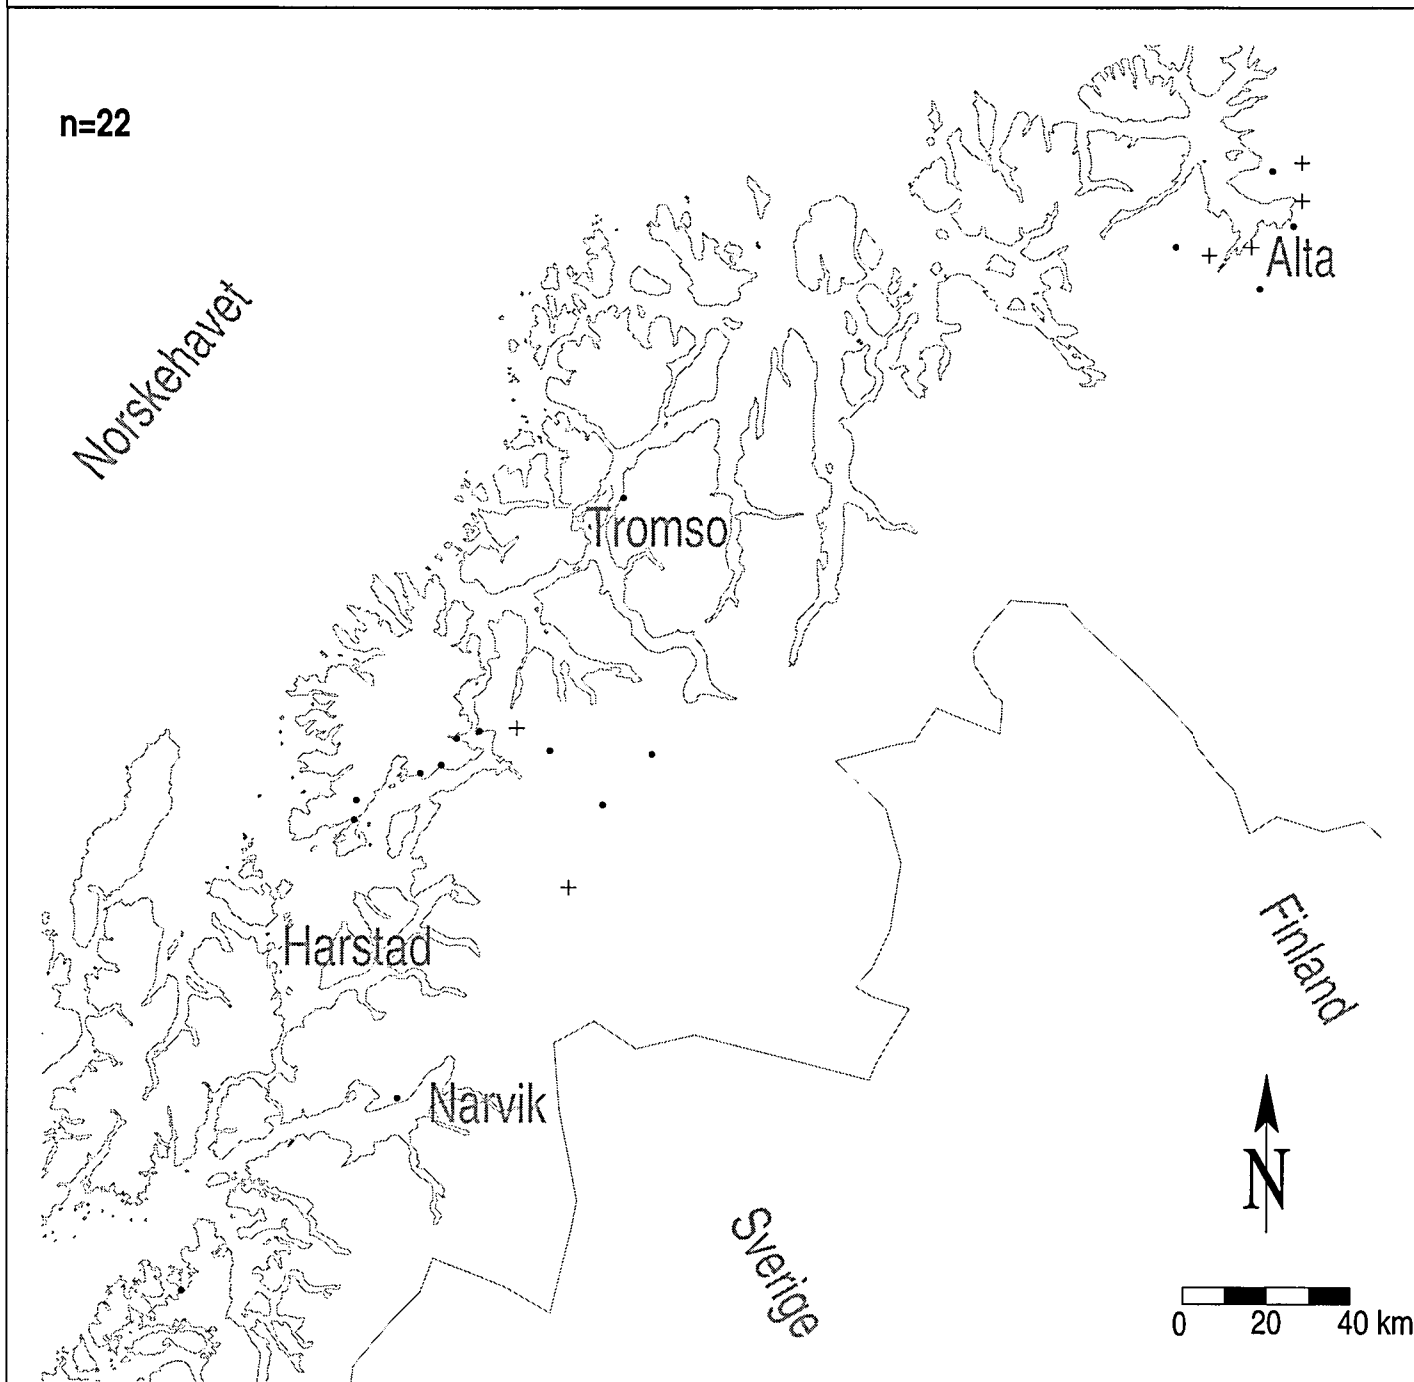 n=22
Alta
Norskehavet
Tromso
Finland
Harstad
Narvik
N
Sverige
0 20 40 km